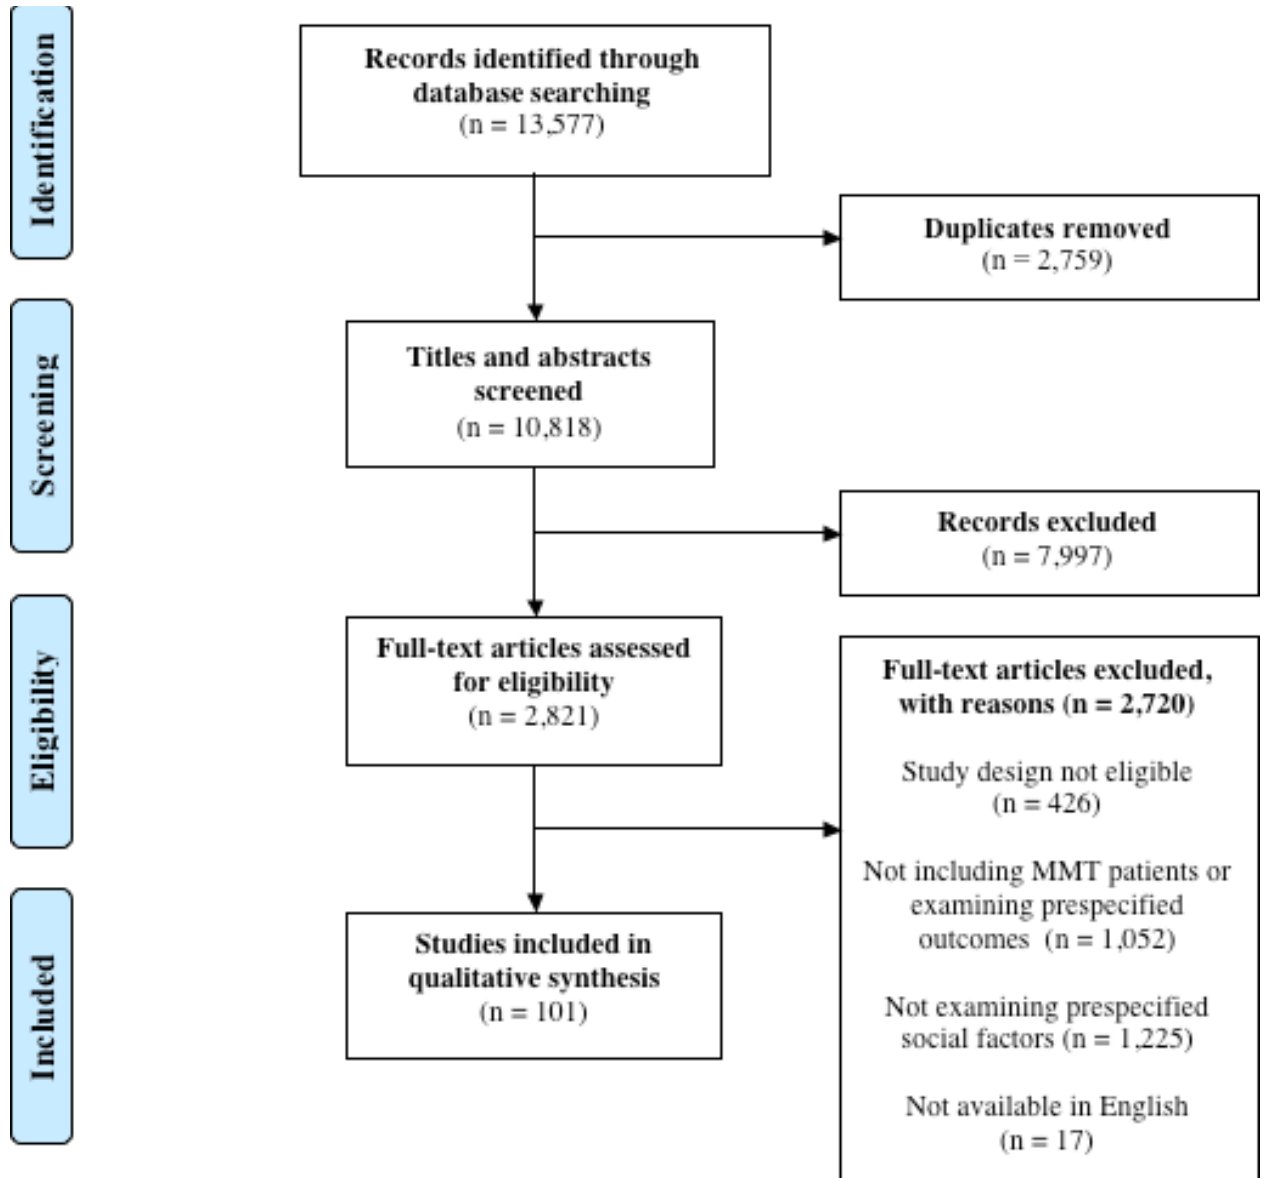 Identification
Records identified through
database searching
(n = 13,577)
Duplicates removed
(n = 2,759)
Screening
Titles and abstracts
screened
(n = 10,818)
Records excluded
(n = 7,997)
Eligibility
Full-text articles assessed
for eligibility
(n = 2,821)
Full-text articles excluded,
with reasons (n = 2,720)
Study design not eligible
(n = 426)
Not including MMT patients or
examining prespecified
outcomes (n = 1,052)
Not examining prespecified
social factors (n = 1,225)
Not available in English
(n = 17)
Included
Studies included in
qualitative synthesis
(n = 101)